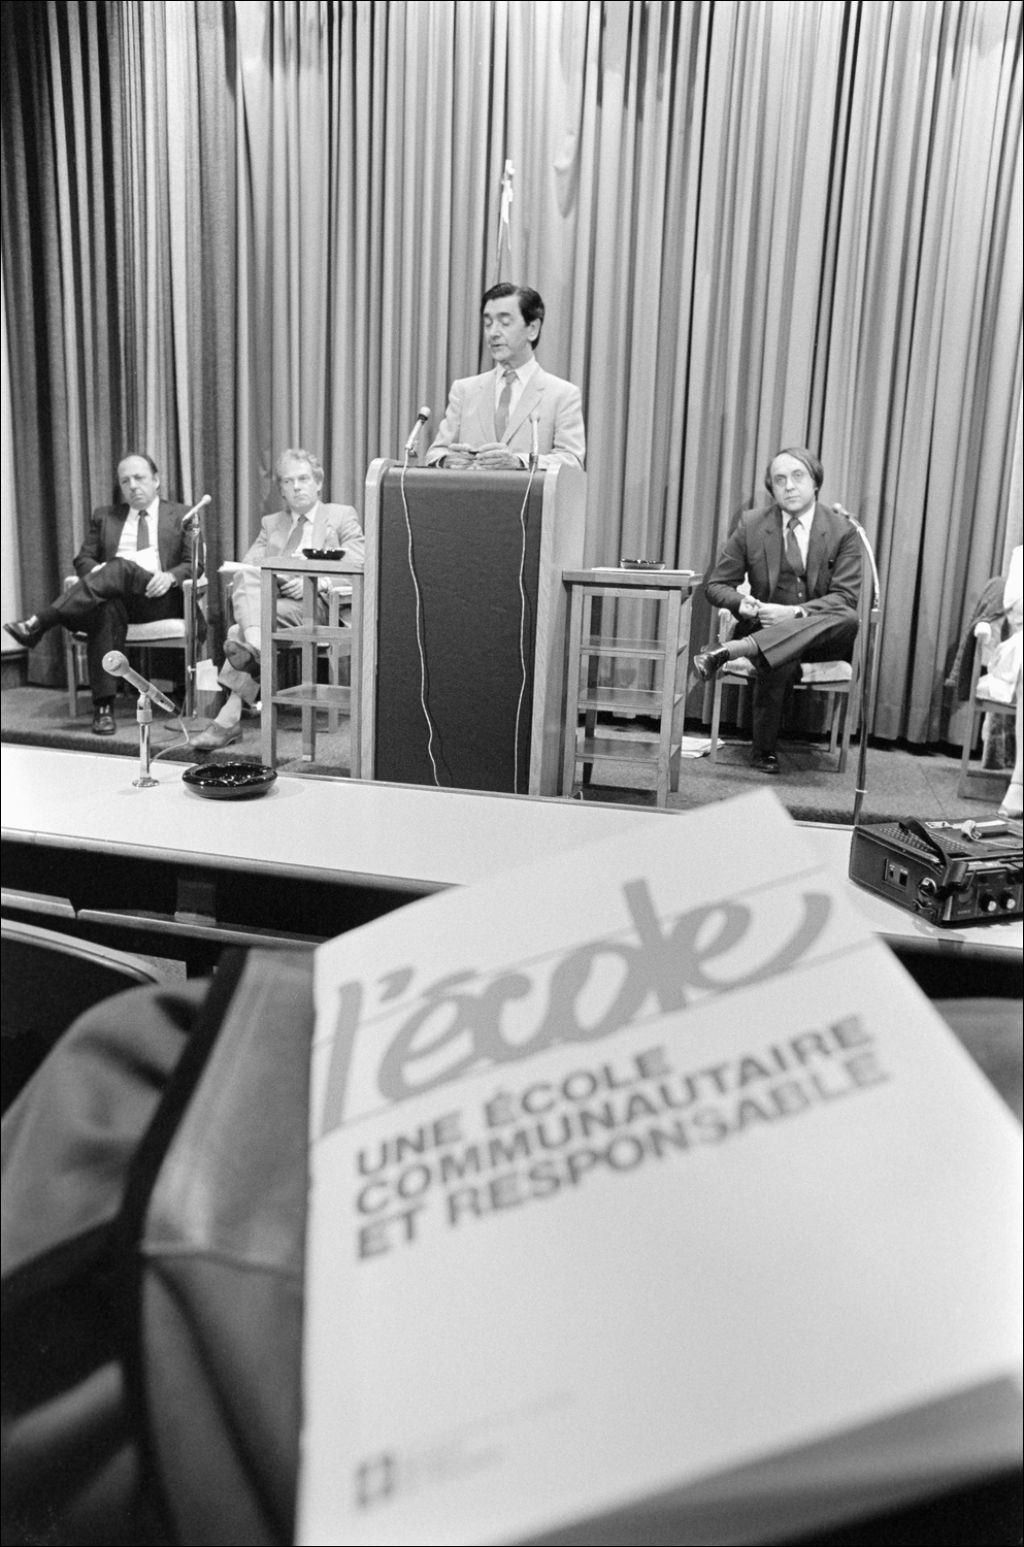 l'école
UNE ÉCOLE
COMMUNAUTAIRE
ET RESPONSABLE